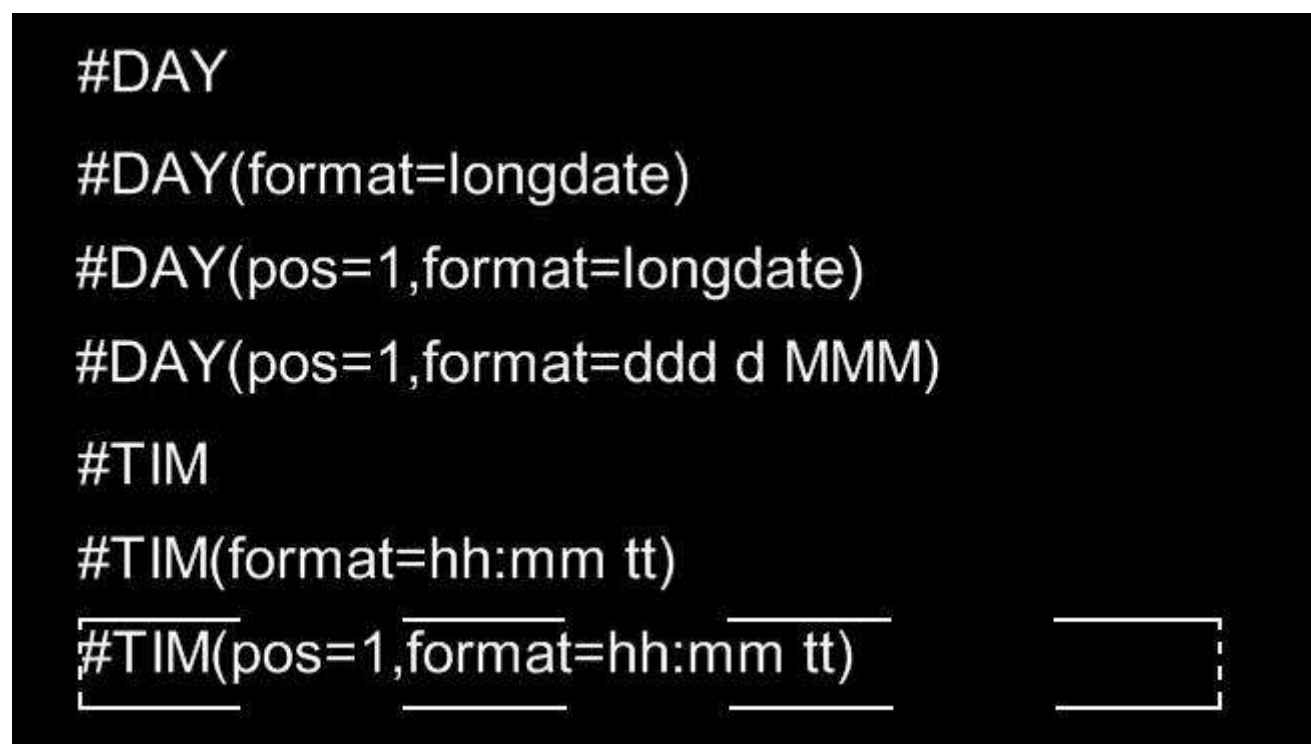 #DAY
#DAY(format=longdate)
#DAY(pos=1,format=longdate)
#DAY(pos=1,format=ddd d MMM)
#TIM
#TIM(format=hh:mm tt)
#TIM(pos=1,format=hh:mm tt)